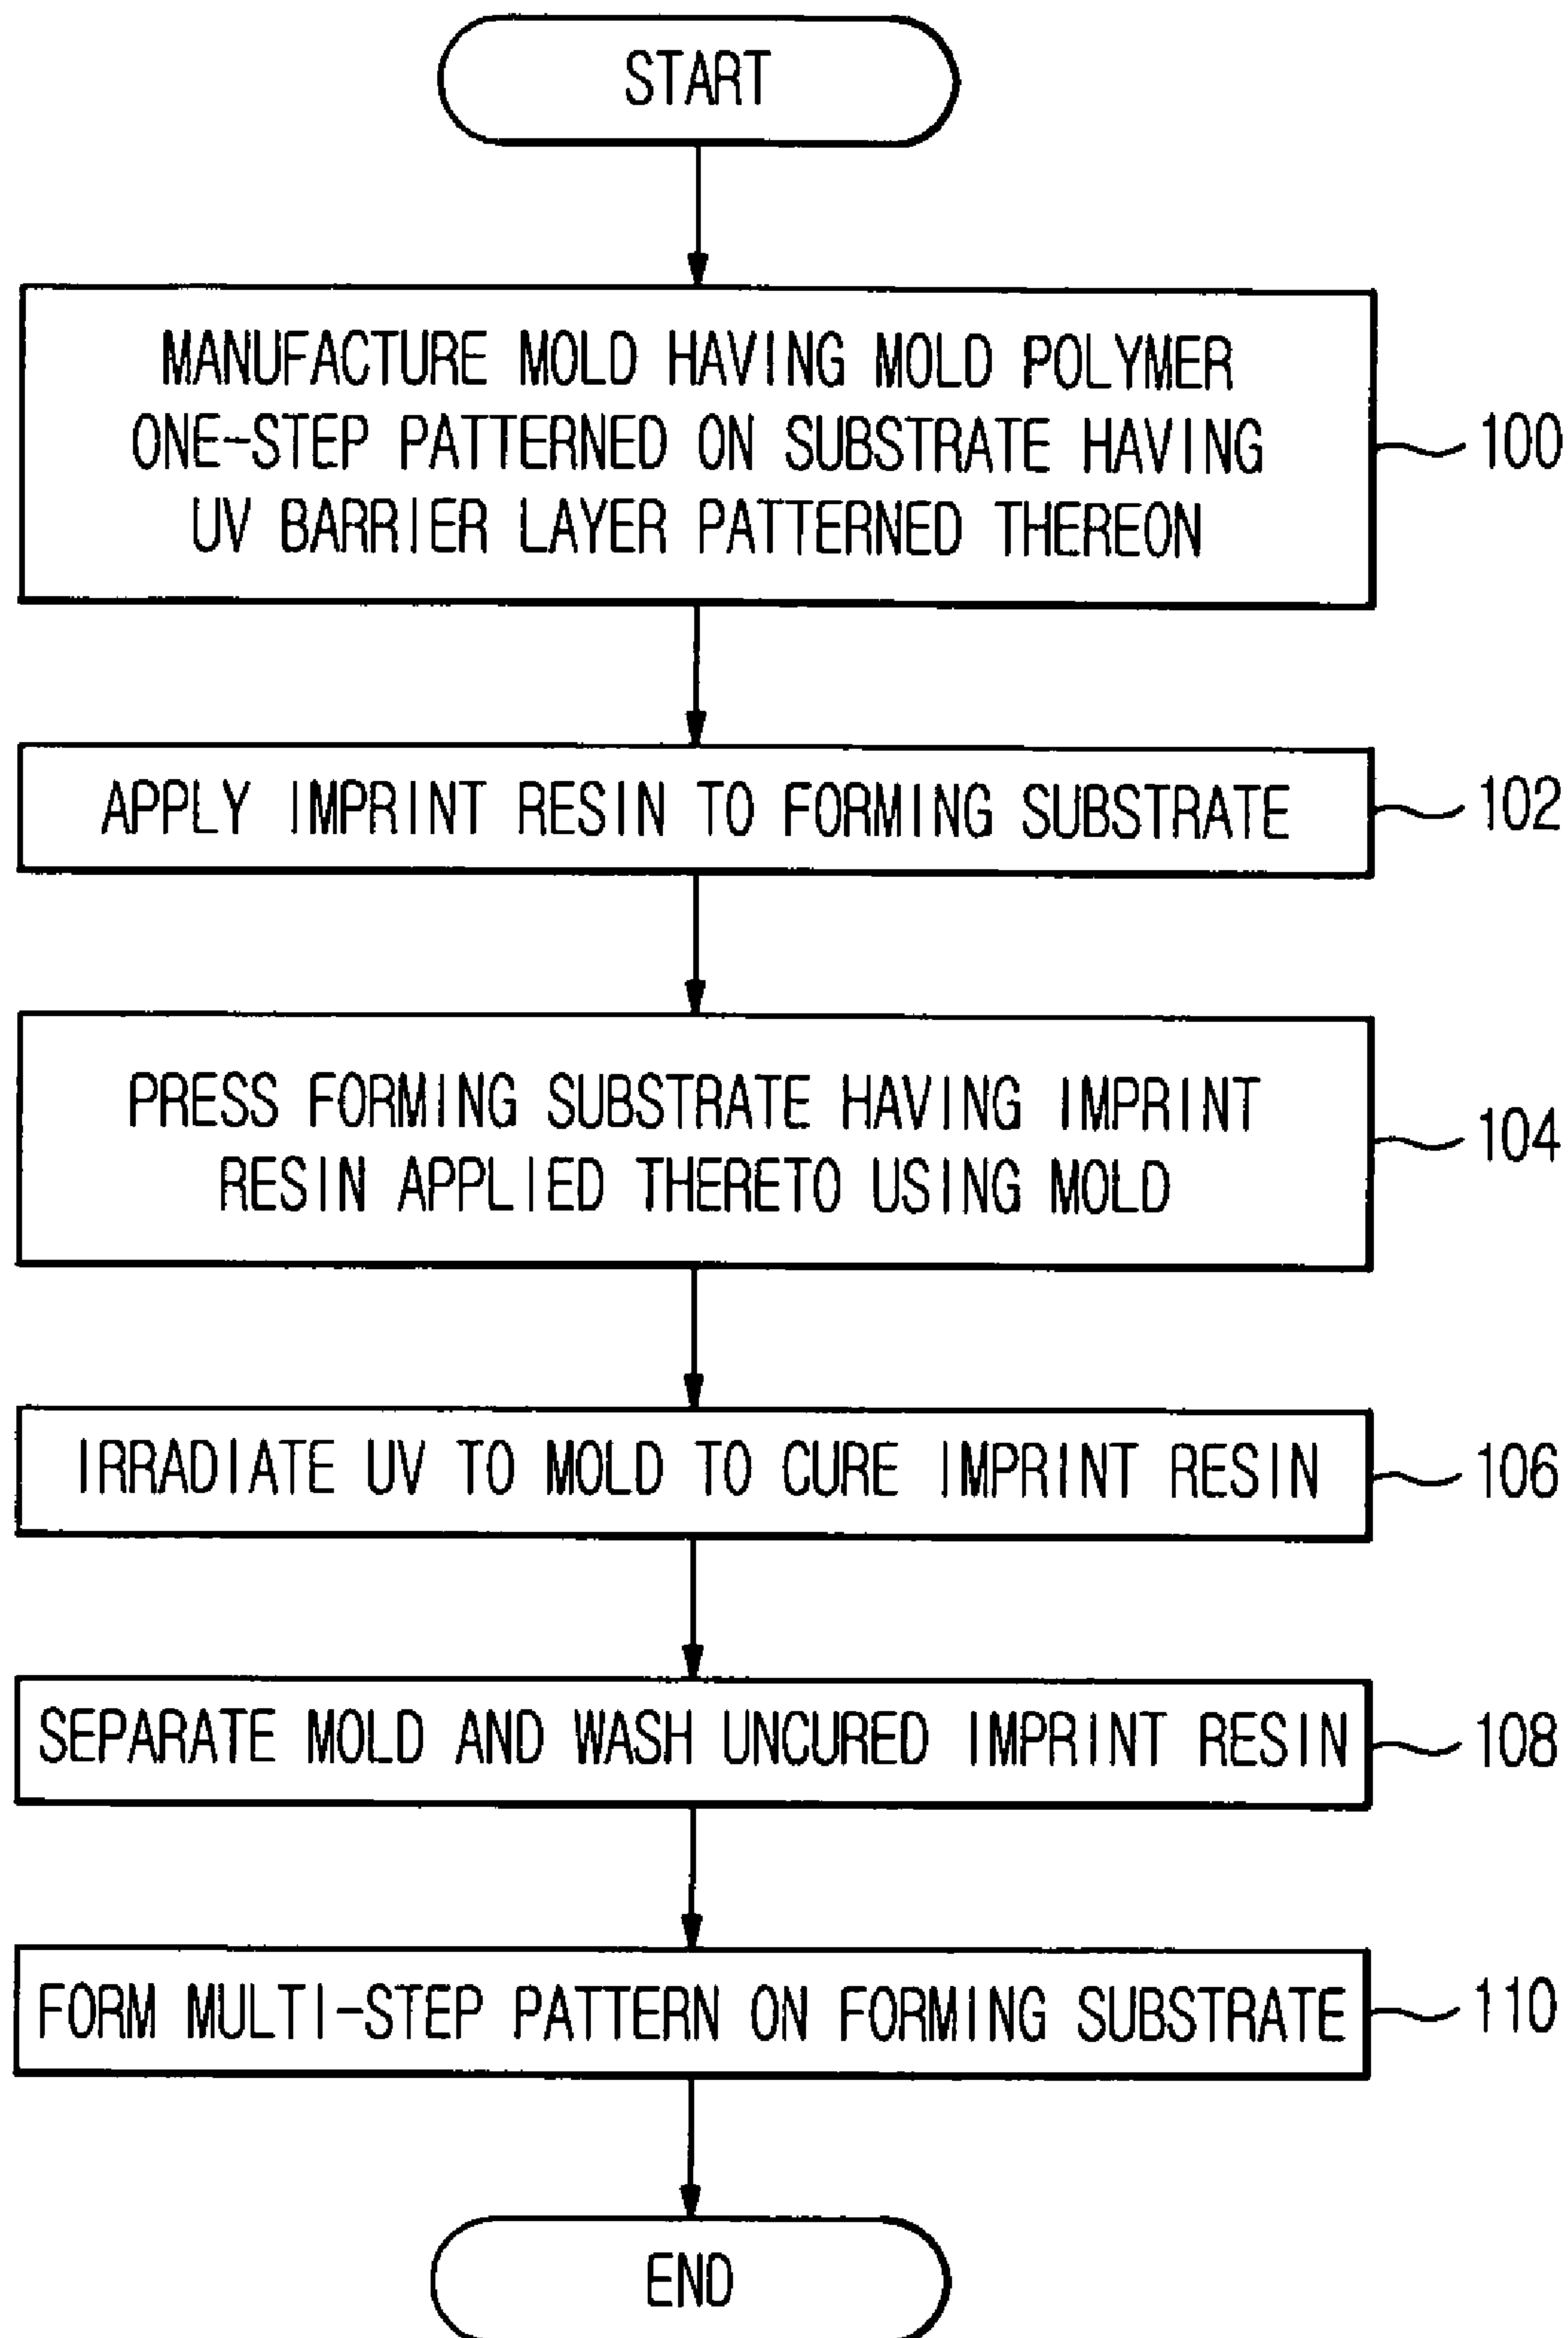 START
MANUFACTURE MOLD HAVING MOLD POLYMER
ONE-STEP PATTERNED ON SUBSTRATE HAVING
UV BARRIER LAYER PATTERNED THEREON
100
APPLY IMPRINT RESIN TO FORMING SUBSTRATE
102
PRESS FORMING SUBSTRATE HAVING IMPRINT
RESIN APPLIED THERETO USING MOLD
104
IRRADIATE UV TO MOLD TO CURE IMPRINT RESIN
106
SEPARATE MOLD AND WASH UNCURED IMPRINT RESIN
108
FORM MULTI-STEP PATTERN ON FORMING SUBSTRATE
110
END